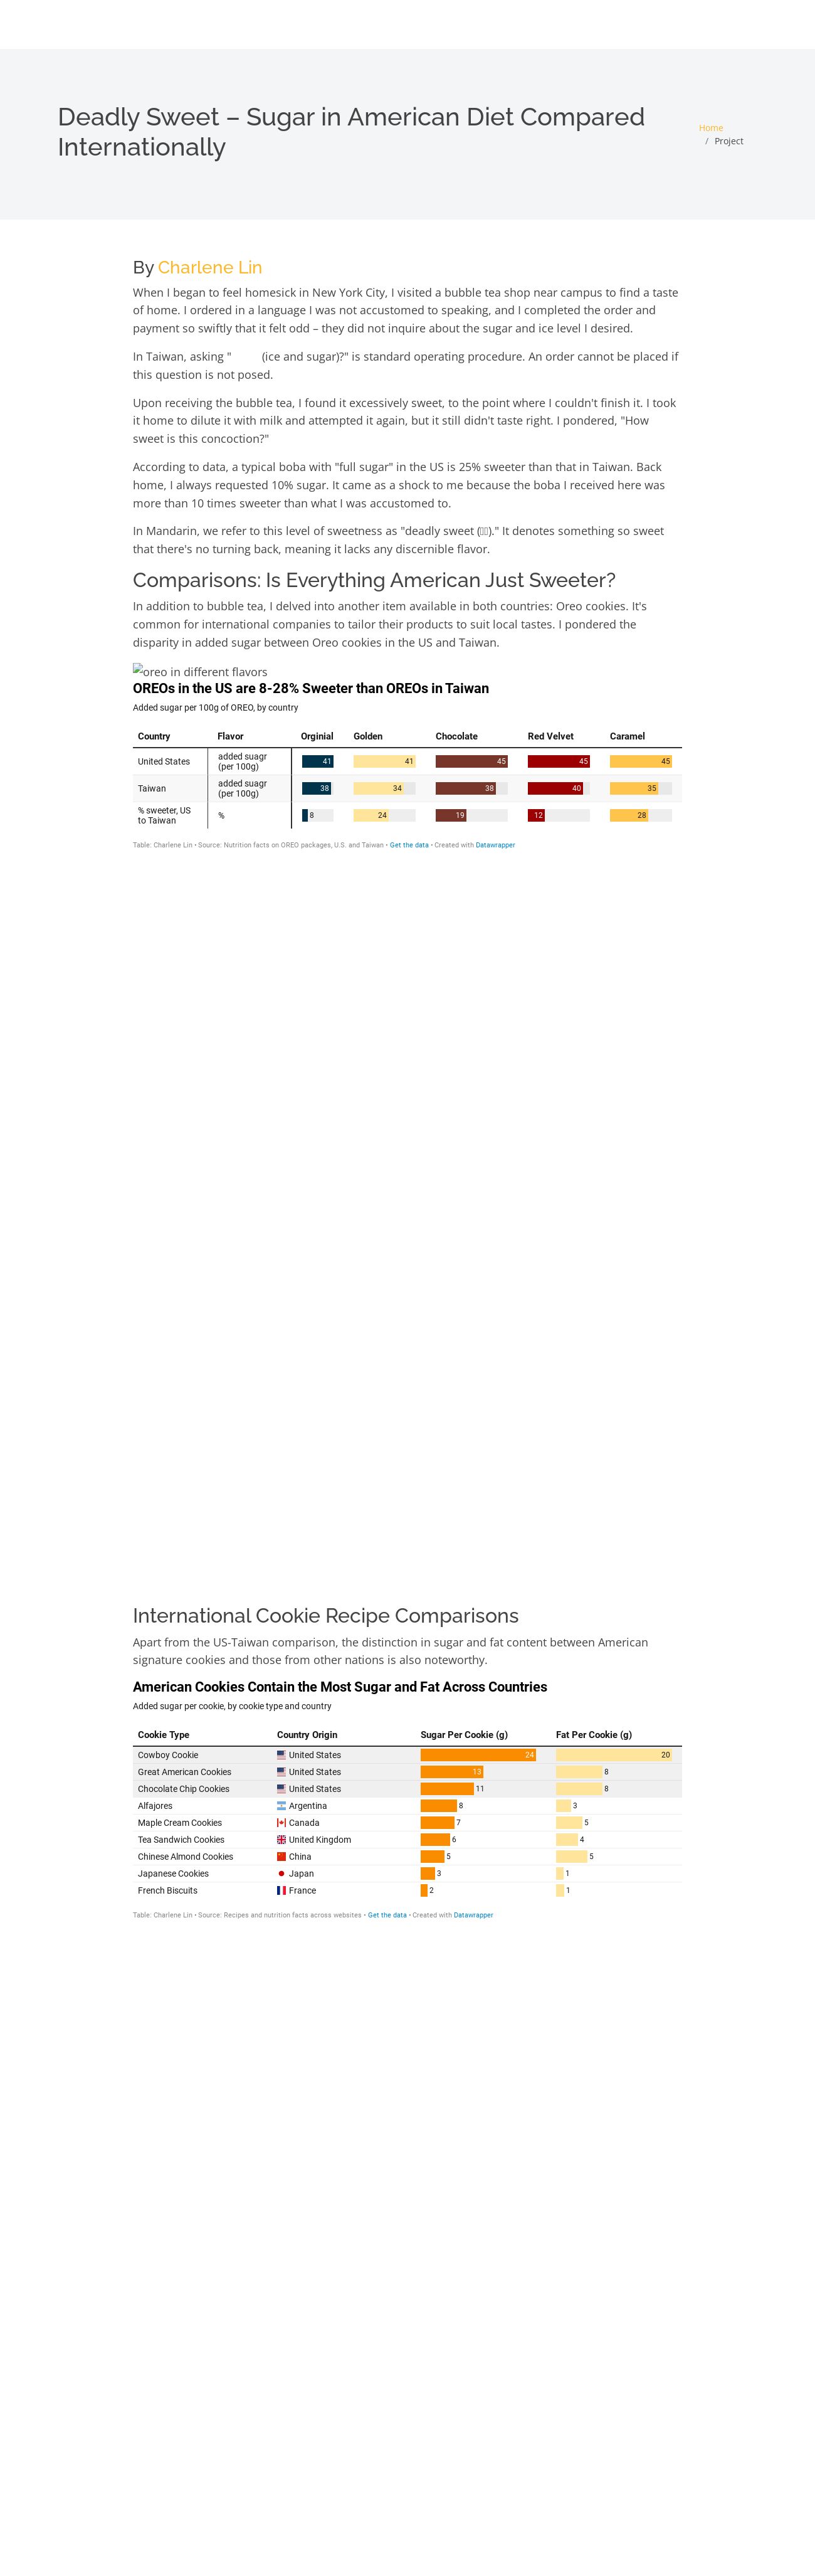 Deadly Sweet – Sugar in American Diet Compared
Internationally
Home
/ Project
By Charlene Lin
When I began to feel homesick in New York City, I visited a bubble tea shop near campus to find a taste
of home. I ordered in a language I was not accustomed to speaking, and I completed the order and
payment so swiftly that it felt odd – they did not inquire about the sugar and ice level I desired.
In Taiwan, asking " (ice and sugar)?" is standard operating procedure. An order cannot be placed if
this question is not posed.
Upon receiving the bubble tea, I found it excessively sweet, to the point where I couldn't finish it. I took
it home to dilute it with milk and attempted it again, but it still didn't taste right. I pondered, "How
sweet is this concoction?"
According to data, a typical boba with "full sugar" in the US is 25% sweeter than that in Taiwan. Back
home, I always requested 10% sugar. It came as a shock to me because the boba I received here was
more than 10 times sweeter than what I was accustomed to.
In Mandarin, we refer to this level of sweetness as "deadly sweet ()." It denotes something so sweet
that there's no turning back, meaning it lacks any discernible flavor.
Comparisons: Is Everything American Just Sweeter?
In addition to bubble tea, I delved into another item available in both countries: Oreo cookies. It's
common for international companies to tailor their products to suit local tastes. I pondered the
disparity in added sugar between Oreo cookies in the US and Taiwan.
oreo in different flavors
OREOs in the US are 8-28% Sweeter than OREOs in Taiwan
Added sugar per 100g of OREO, by country
Country Flavor Orginial Golden Chocolate Red Velvet Caramel
United States added suagr (per 100g) 41 41 45 45 45
Taiwan added suagr (per 100g) 38 34 38 40 35
% sweeter, US to Taiwan % 8 24 19 12 28
Table: Charlene Lin • Source: Nutrition facts on OREO packages, U.S. and Taiwan • Get the data • Created with Datawrapper
International Cookie Recipe Comparisons
Apart from the US-Taiwan comparison, the distinction in sugar and fat content between American
signature cookies and those from other nations is also noteworthy.
American Cookies Contain the Most Sugar and Fat Across Countries
Added sugar per cookie, by cookie type and country
Cookie Type Country Origin Sugar Per Cookie (g) Fat Per Cookie (g)
Cowboy Cookie United States 24 20
Great American Cookies United States 13 8
Chocolate Chip Cookies United States 11 8
Alfajores Argentina 8 3
Maple Cream Cookies Canada 7 5
Tea Sandwich Cookies United Kingdom 6 4
Chinese Almond Cookies China 5 5
Japanese Cookies Japan 3 1
French Biscuits France 2 1
Table: Charlene Lin • Source: Recipes and nutrition facts across websites • Get the data • Created with Datawrapper